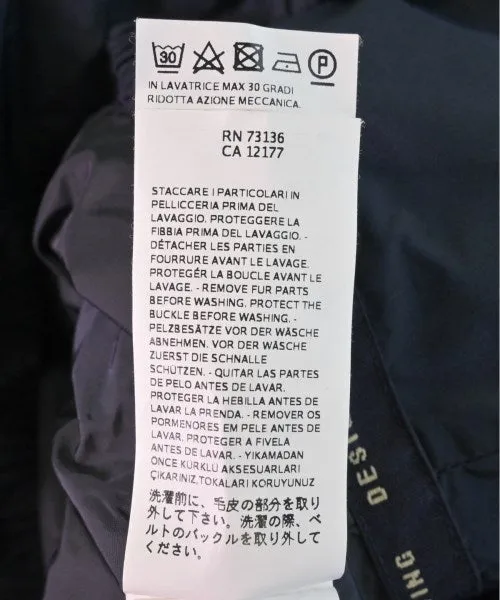 30
P
IN LAVATRICE MAX 30 GRADI
RIDOTTA AZIONE MECCANICA.
RN 73136
CA 12177
STACCARE I PARTICOLARI IN
PELLICCERIA PRIMA DEL
LAVAGGIO. PROTEGGERE LA
FIBBIA PRIMA DEL LAVAGGIO. -
DÉTACHER LES PARTIES EN
FOURRURE AVANT LE LAVAGE.
PROTEGÉR LA BOUCLE AVANT LE
LAVAGE. - REMOVE FUR PARTS
BEFORE WASHING. PROTECT THE
BUCKLE BEFORE WASHING. -
PELZBESÄTZE VOR DER WÄSCHE
ABNEHMEN. VOR DER WÄSCHE
ZUERST DIE SCHNALLE
SCHÜTZEN. - QUITAR LAS PARTES
DE PELO ANTES DE LAVAR.
PROTEGER LA HEBILLA ANTES DE
LAVAR LA PRENDA. - REMOVER OS
PORMENORES EM PELE ANTES DE
LAVAR. PROTEGER A FIVELA
ANTES DE LAVAR. - YIKAMADAN
ÖNCE KÜRKLÜ AKSESUARLARI
ÇIKARINIZ,TOKALARI KORUYUNUZ
洗濯前に、毛皮の部分を取り
外して下さい。洗濯の際、ベ
ルトのバックルを取り外して
ください。
DESI
ING